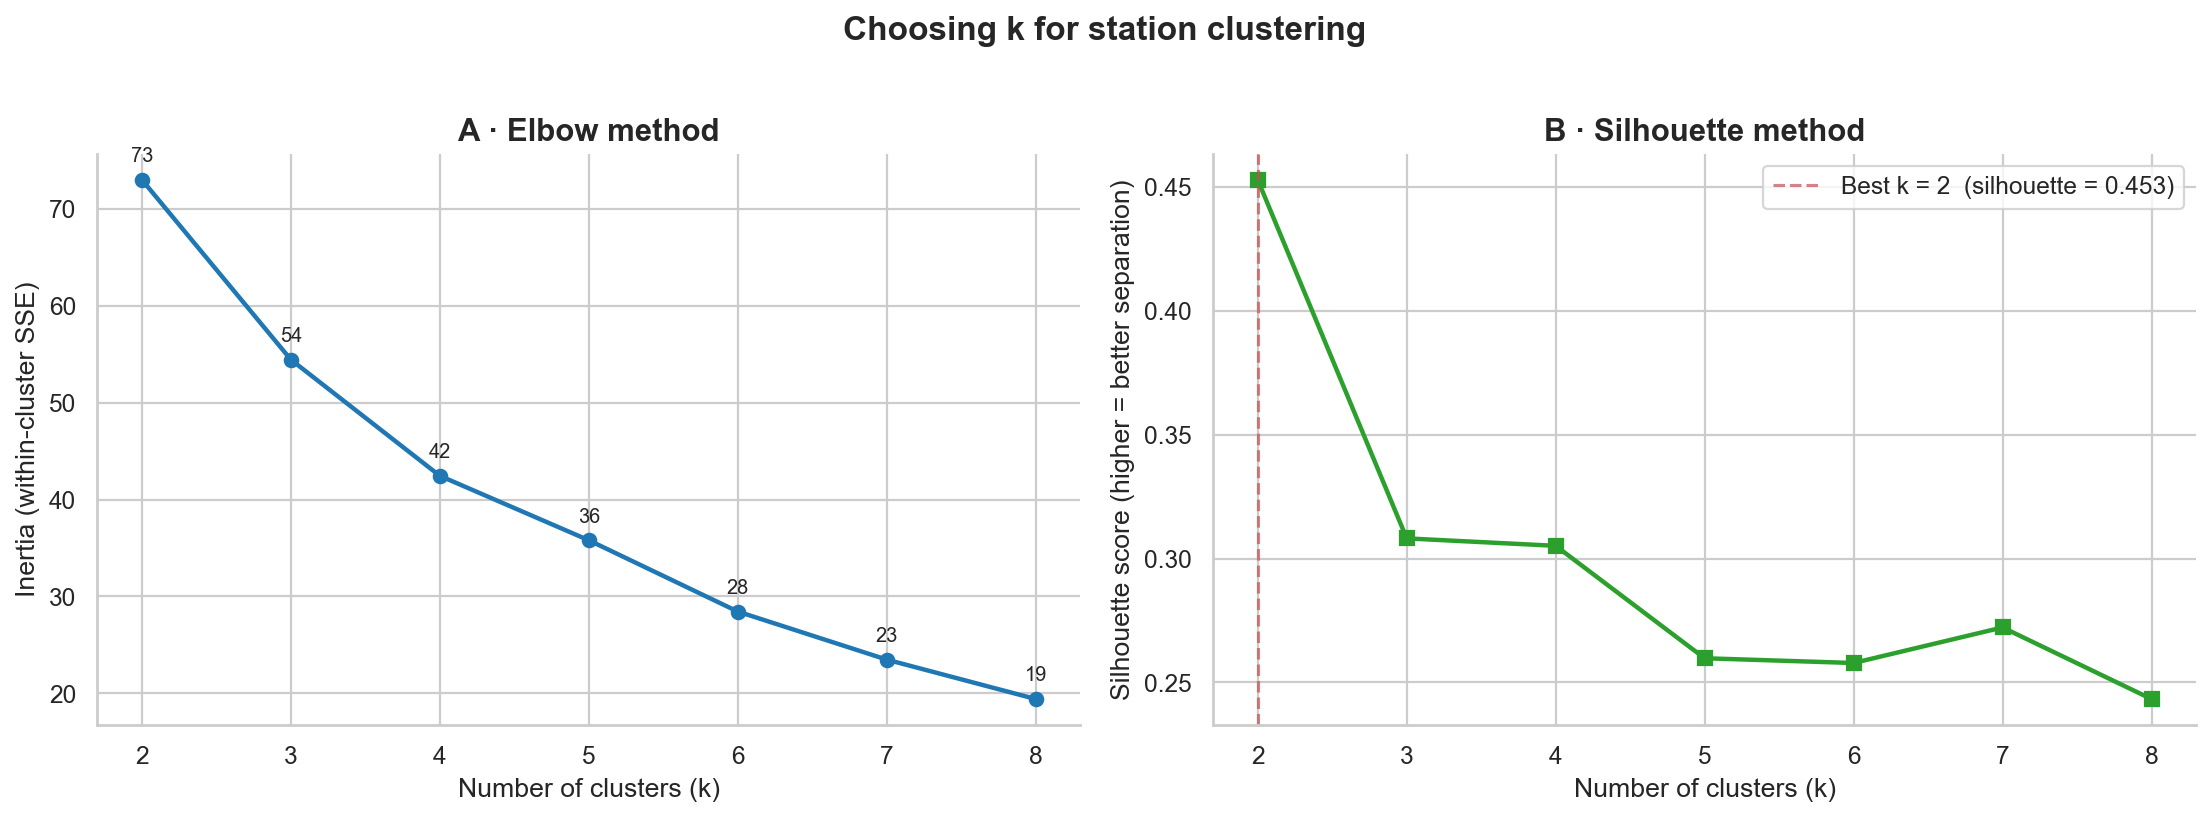 Choosing k for station clustering
A · Elbow method
Inertia (within-cluster SSE)
70
60
50
40
30
20
73
54
42
36
28
23
19
2 3 4 5 6 7 8
Number of clusters (k)
B · Silhouette method
Silhouette score (higher = better separation)
0.45
0.40
0.35
0.30
0.25
Best k = 2 (silhouette = 0.453)
2 3 4 5 6 7 8
Number of clusters (k)